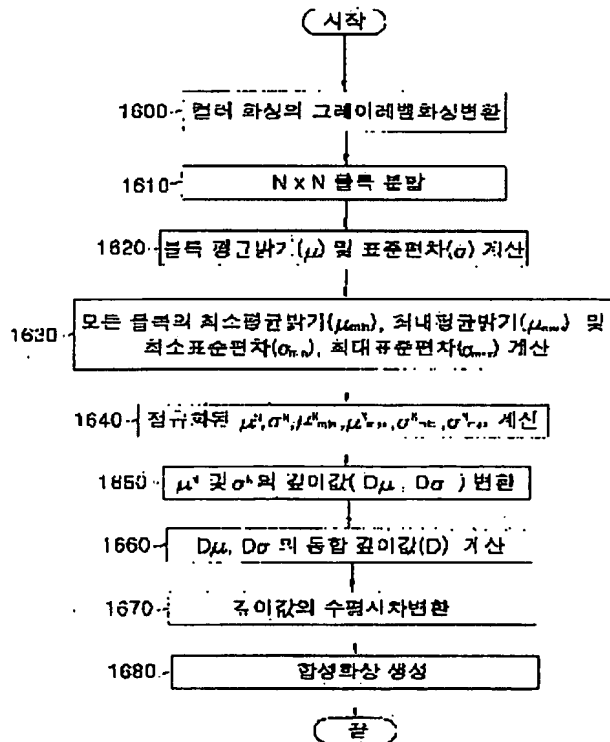 시작
1600 컬러 화상의 그레이레벨화상변환
1610 N x N 블록 분할
1620 블록 평균밝기(μ) 및 표준편차(σ) 계산
모든 블록의 최소평균밝기(μmin), 최대평균밝기(μmax) 및
1630 최소표준편차(σmin), 최대표준편차(σmax) 계산
1640 정규화된 계산
1650 및 깊이값( Dμ, Dσ ) 변환
1660 Dμ, Dσ 의 통합 깊이값(D) 계산
1670 깊이값의 수평시차변환
1680 합성화상 생성
끝